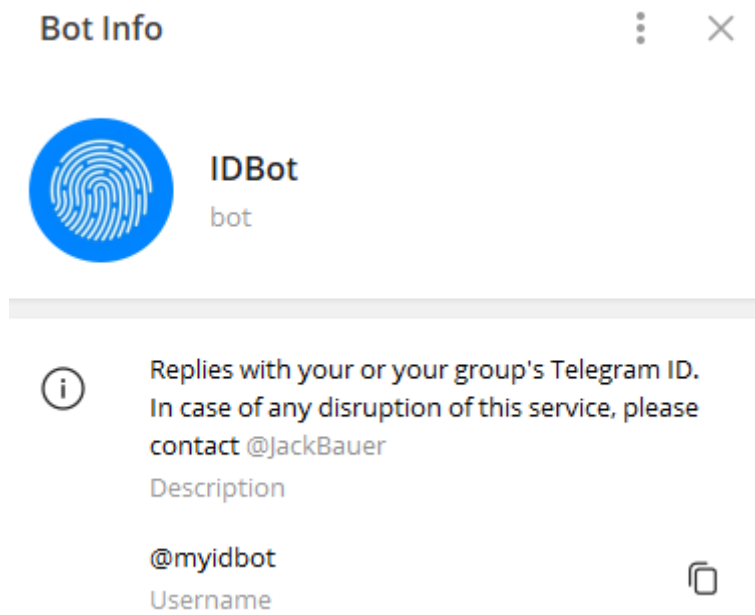 Bot Info
IDBot
bot
Replies with your or your group's Telegram ID.
In case of any disruption of this service, please
contact @JackBauer
Description
@myidbot
Username